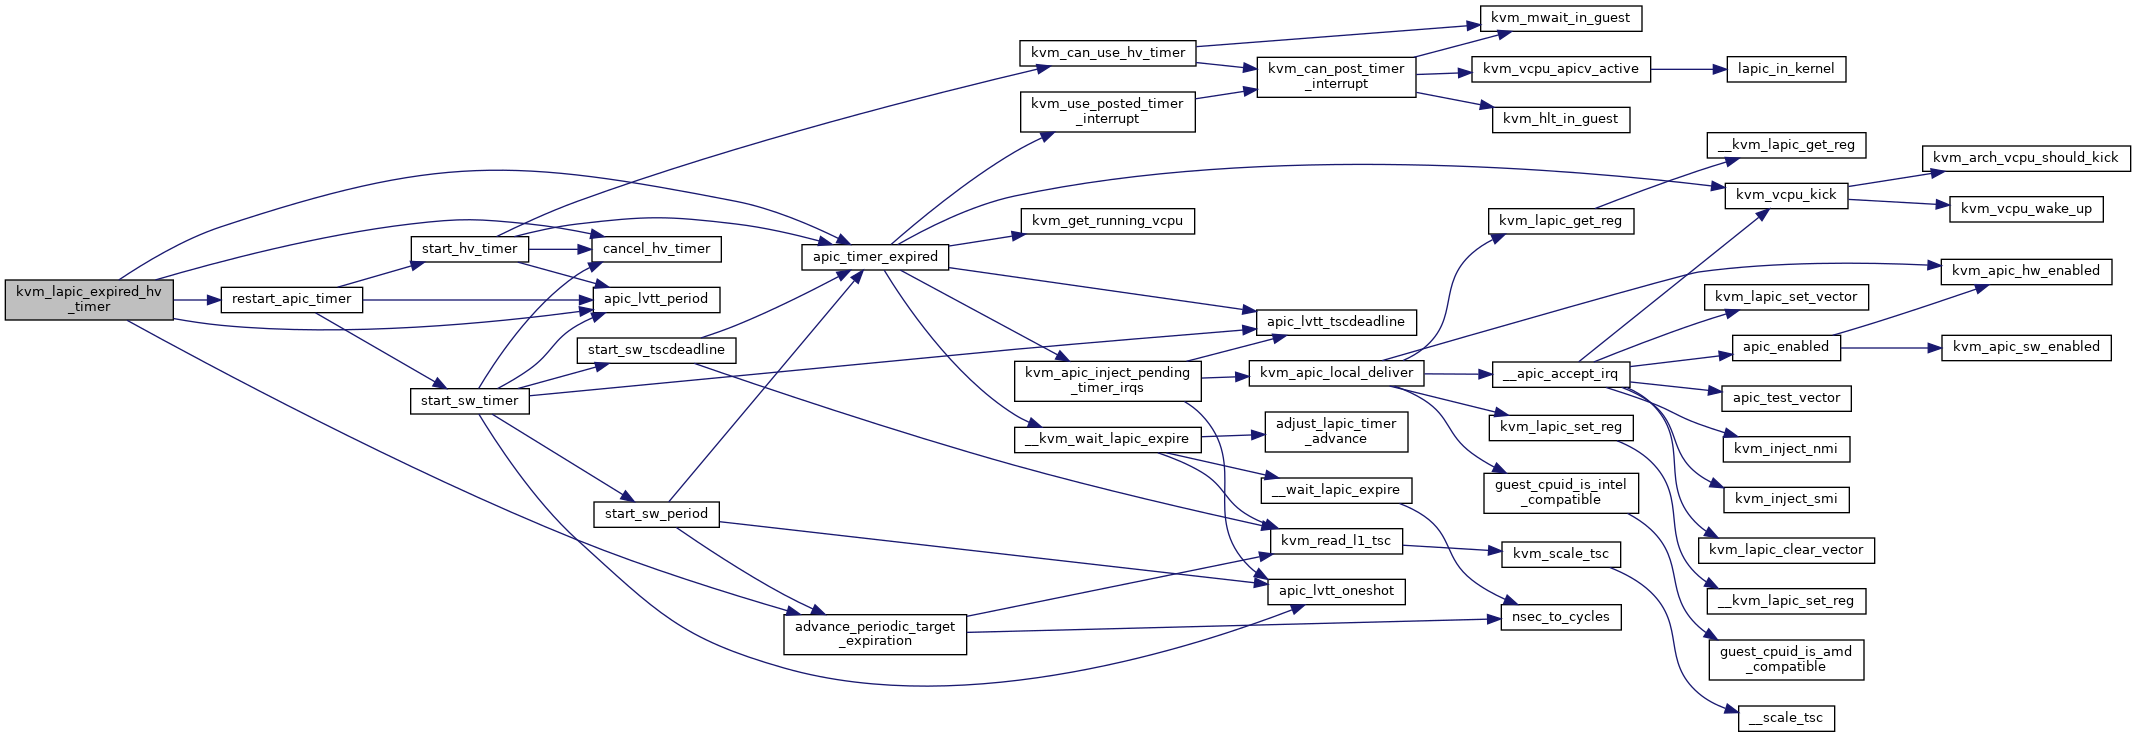 kvm_lapic_expired_hv
_timer
restart_apic_timer
start_hv_timer
start_sw_timer
cancel_hv_timer
apic_lvtt_period
start_sw_tscdeadline
start_sw_period
apic_timer_expired
advance_periodic_target
_expiration
kvm_can_use_hv_timer
kvm_use_posted_timer
_interrupt
kvm_get_running_vcpu
kvm_apic_inject_pending
_timer_irqs
__kvm_wait_lapic_expire
kvm_can_post_timer
_interrupt
apic_lvtt_tscdeadline
kvm_apic_local_deliver
adjust_lapic_timer
_advance
__wait_lapic_expire
kvm_read_l1_tsc
apic_lvtt_oneshot
kvm_mwait_in_guest
kvm_vcpu_apicv_active
kvm_hlt_in_guest
kvm_lapic_get_reg
__apic_accept_irq
kvm_lapic_set_reg
guest_cpuid_is_intel
_compatible
kvm_scale_tsc
nsec_to_cycles
lapic_in_kernel
__kvm_lapic_get_reg
kvm_vcpu_kick
kvm_lapic_set_vector
apic_enabled
apic_test_vector
kvm_inject_nmi
kvm_inject_smi
kvm_lapic_clear_vector
__kvm_lapic_set_reg
guest_cpuid_is_amd
_compatible
__scale_tsc
kvm_arch_vcpu_should_kick
kvm_vcpu_wake_up
kvm_apic_hw_enabled
kvm_apic_sw_enabled